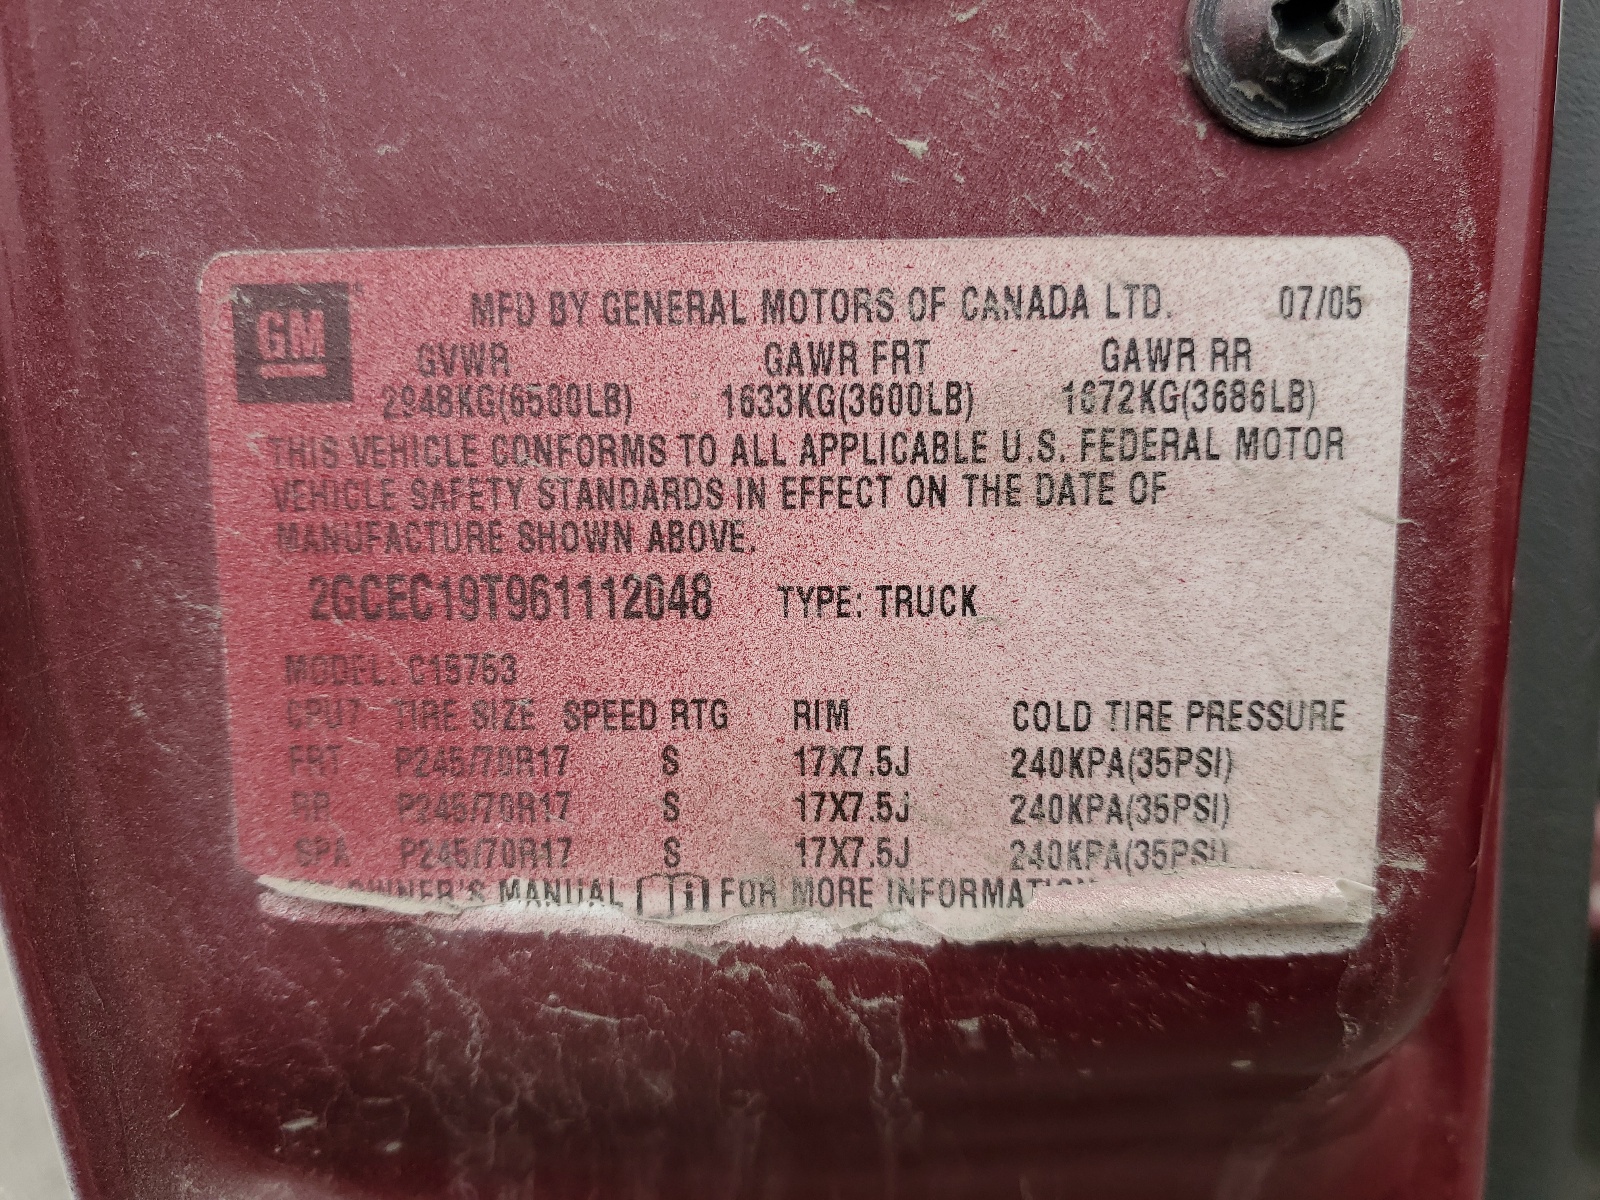 GM
MFD BY GENERAL MOTORS OF CANADA LTD. 07/05
GVWR GAWR FRT GAWR RR
2948KG(6500LB) 1633KG(3600LB) 1672KG(3686LB)
THIS VEHICLE CONFORMS TO ALL APPLICABLE U.S. FEDERAL MOTOR
VEHICLE SAFETY STANDARDS IN EFFECT ON THE DATE OF
MANUFACTURE SHOWN ABOVE.
2GCEC19T961112048 TYPE: TRUCK
MODEL: C15753
TIRE SIZE SPEED RTG RIM COLD TIRE PRESSURE
FRT P245/70R17 S 17X7.5J 240KPA(35PSI)
RR P245/70R17 S 17X7.5J 240KPA(35PSI)
SPA P245/70R17 S 17X7.5J 240KPA(35PSI)
OWNER'S MANUAL FOR MORE INFORMATION